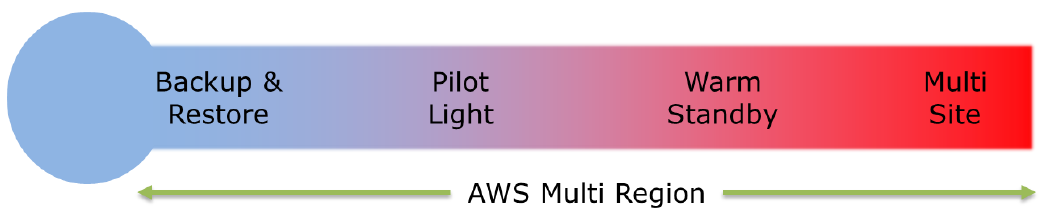 Backup &
Restore
Pilot
Light
Warm
Standby
Multi
Site
AWS Multi Region